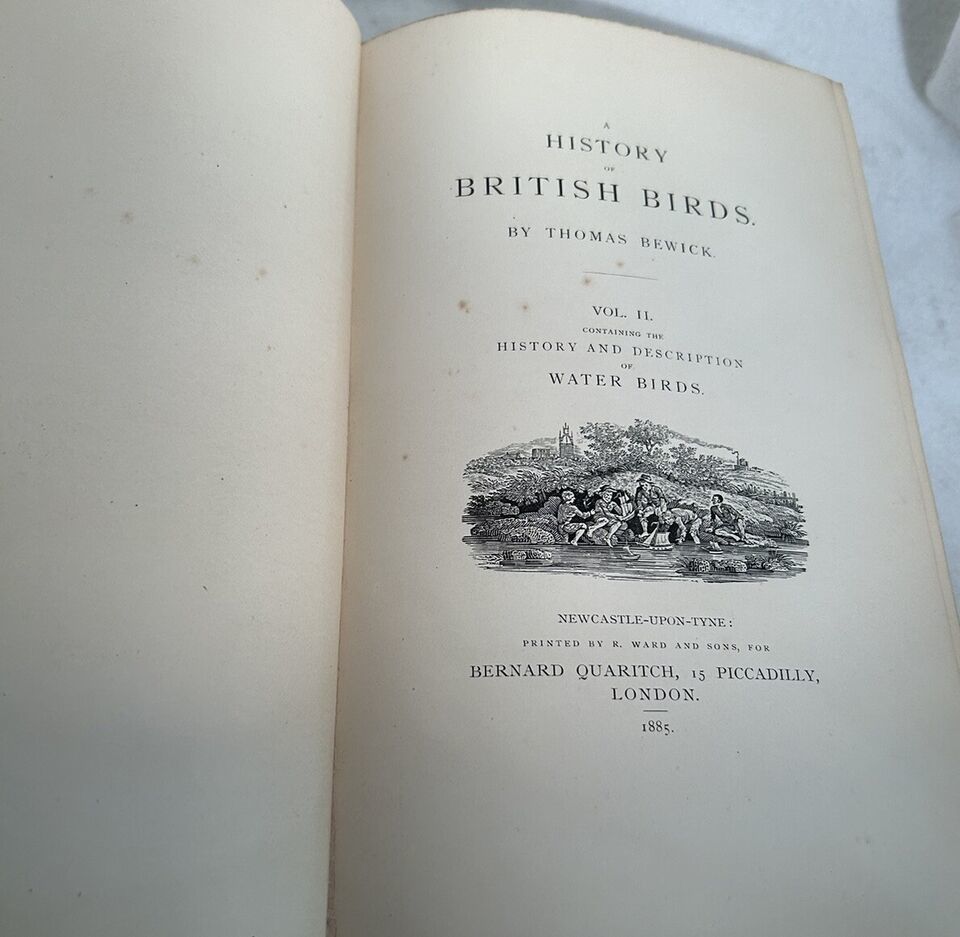 A
HISTORY
OF
BRITISH BIRDS.
BY THOMAS BEWICK.
VOL. II.
CONTAINING THE
HISTORY AND DESCRIPTION
OF
WATER BIRDS.
NEWCASTLE-UPON-TYNE:
PRINTED BY R. WARD AND SONS, FOR
BERNARD QUARITCH, 15 PICCADILLY,
LONDON.
1885.